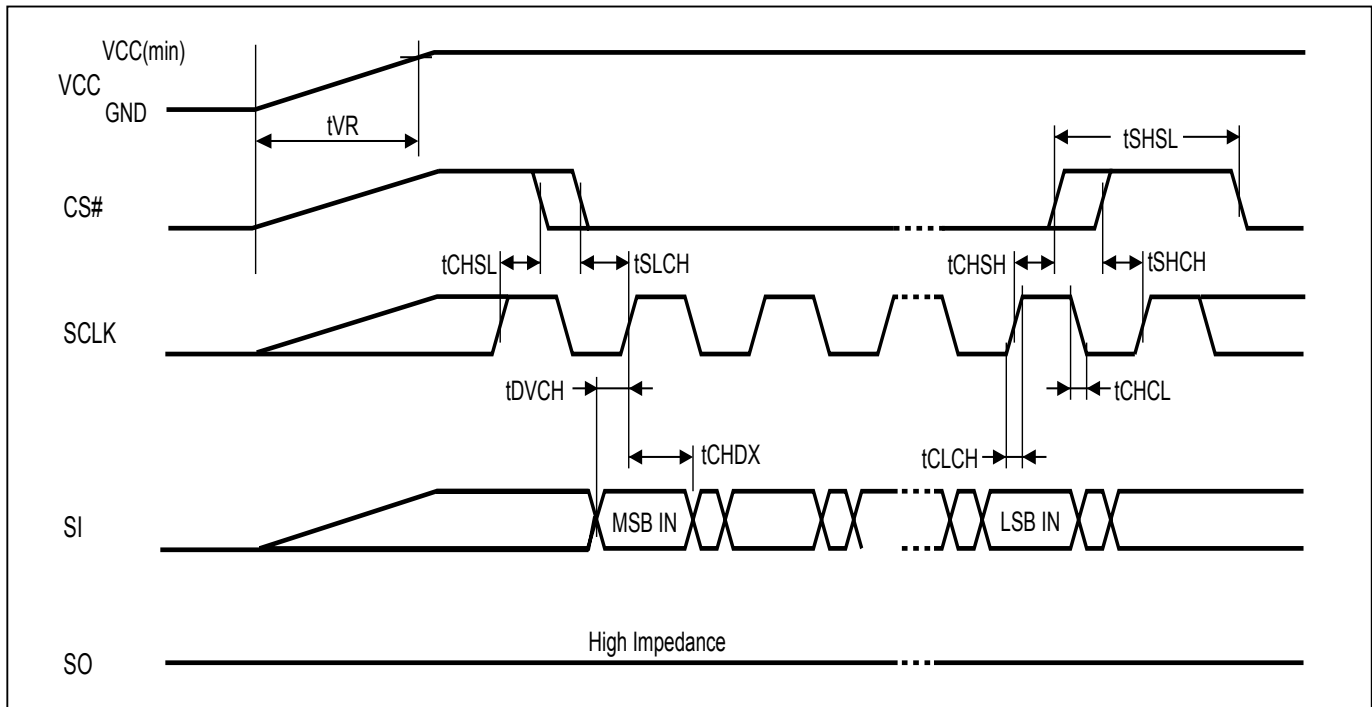 VCC(min)
VCC
GND
tVR
tSHSL
CS#
tCHSL
tSLCH
tCHSH
tSHCH
SCLK
tDVCH
tCHCL
tCHDX
tCLCH
SI
MSB IN
LSB IN
High Impedance
SO